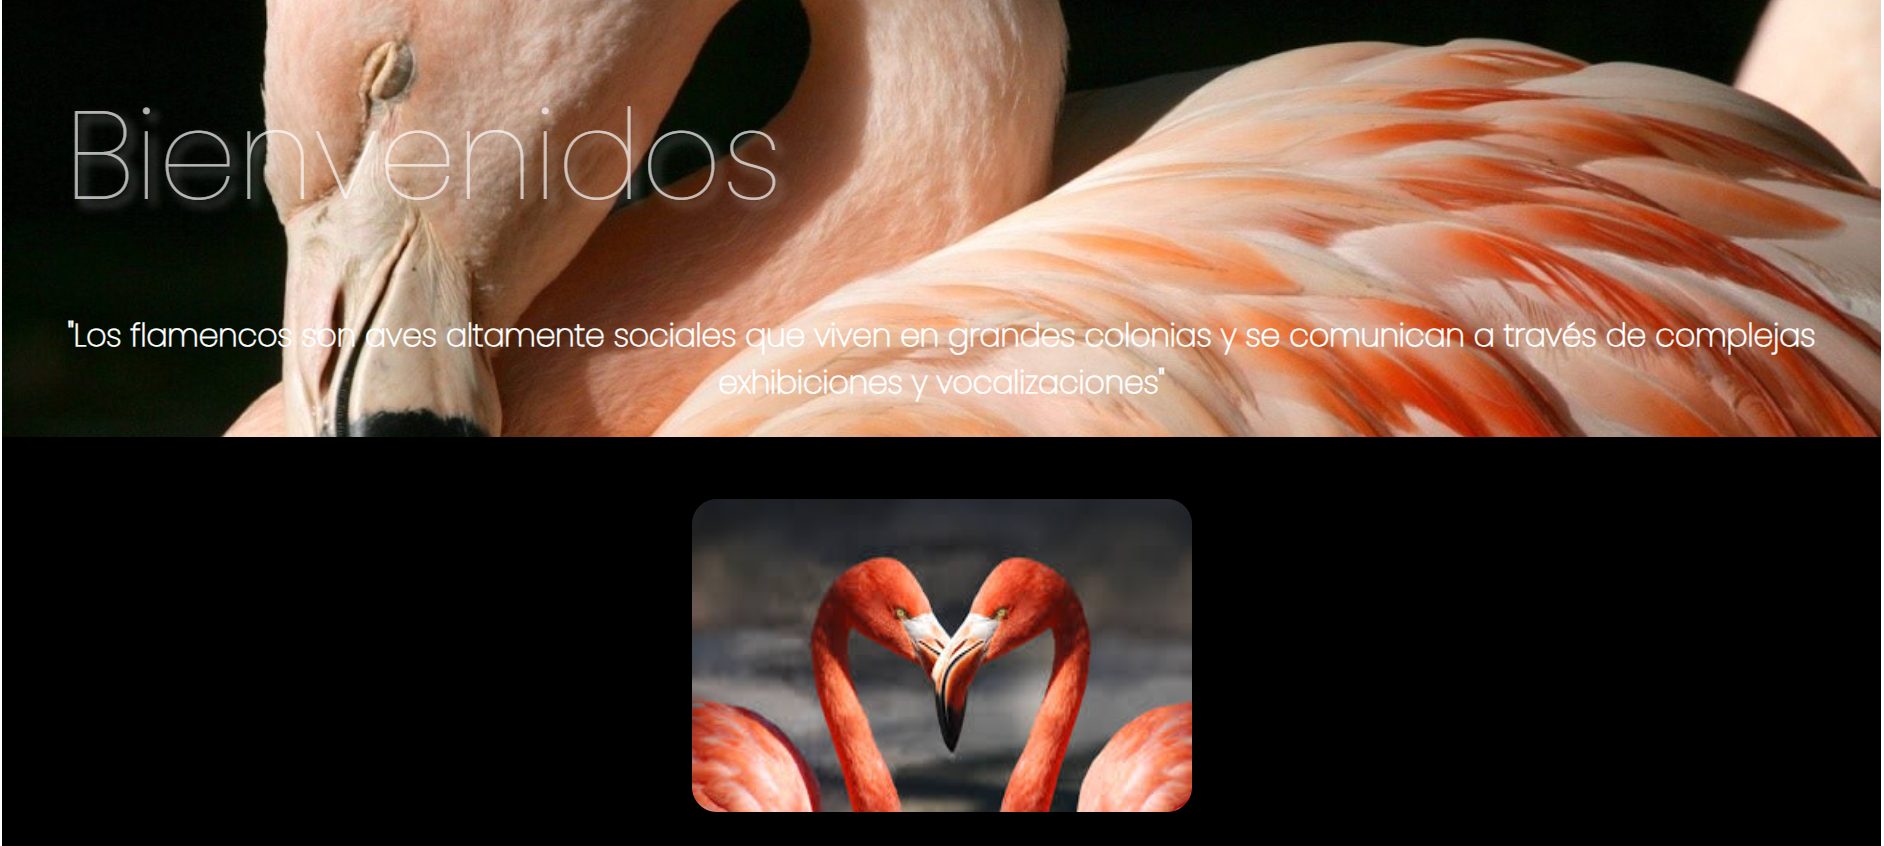 Bienvenidos
"Los flamencos son aves altamente sociales que viven en grandes colonias y se comunican a través de complejas
exhibiciones y vocalizaciones"